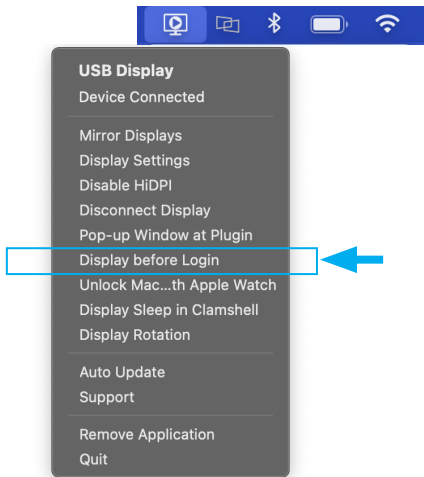 USB Display
Device Connected
Mirror Displays
Display Settings
Disable HiDPI
Disconnect Display
Pop-up Window at Plugin
Display before Login
Unlock Mac...th Apple Watch
Display Sleep in Clamshell
Display Rotation
Auto Update
Support
Remove Application
Quit